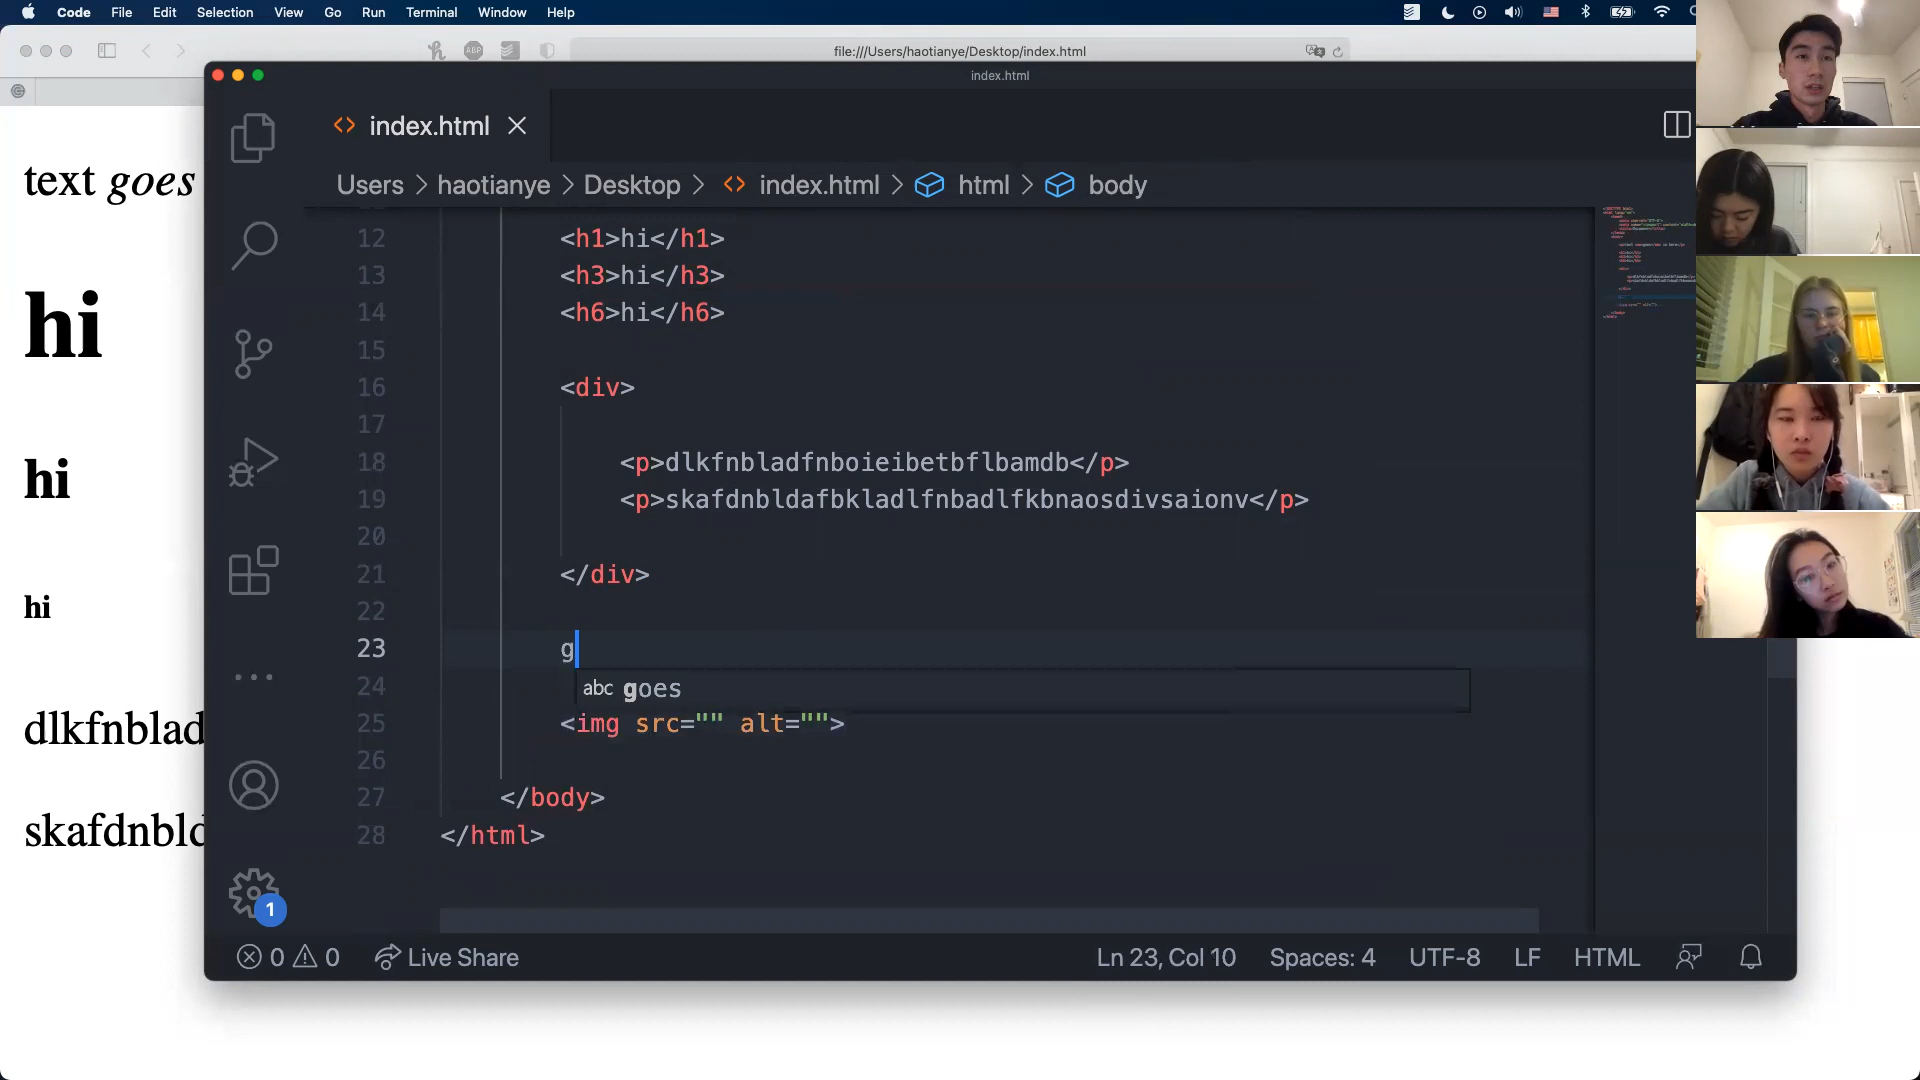 Code File Edit Selection View Go Run Terminal Window Help
ABP
file:///Users/haotianye/Desktop/index.html
index.html
index.html
Users > haotianye > Desktop > index.html > html > body
12 <h1>hi</h1>
13 <h3>hi</h3>
14 <h6>hi</h6>
15
16 <div>
17
18 <p>dlkfnbladfnboieibetbflbamdb</p>
19 <p>skafdnbldafbkladlfnbadlfkbnaosdivsaionv</p>
20
21 </div>
22
23 g
24 abc goes
25 <img src="" alt="">
26
27 </body>
28 </html>
1
0 0 Live Share Ln 23, Col 10 Spaces: 4 UTF-8 LF HTML
text goes
hi
hi
hi
dlkfnblad
skafdnbld